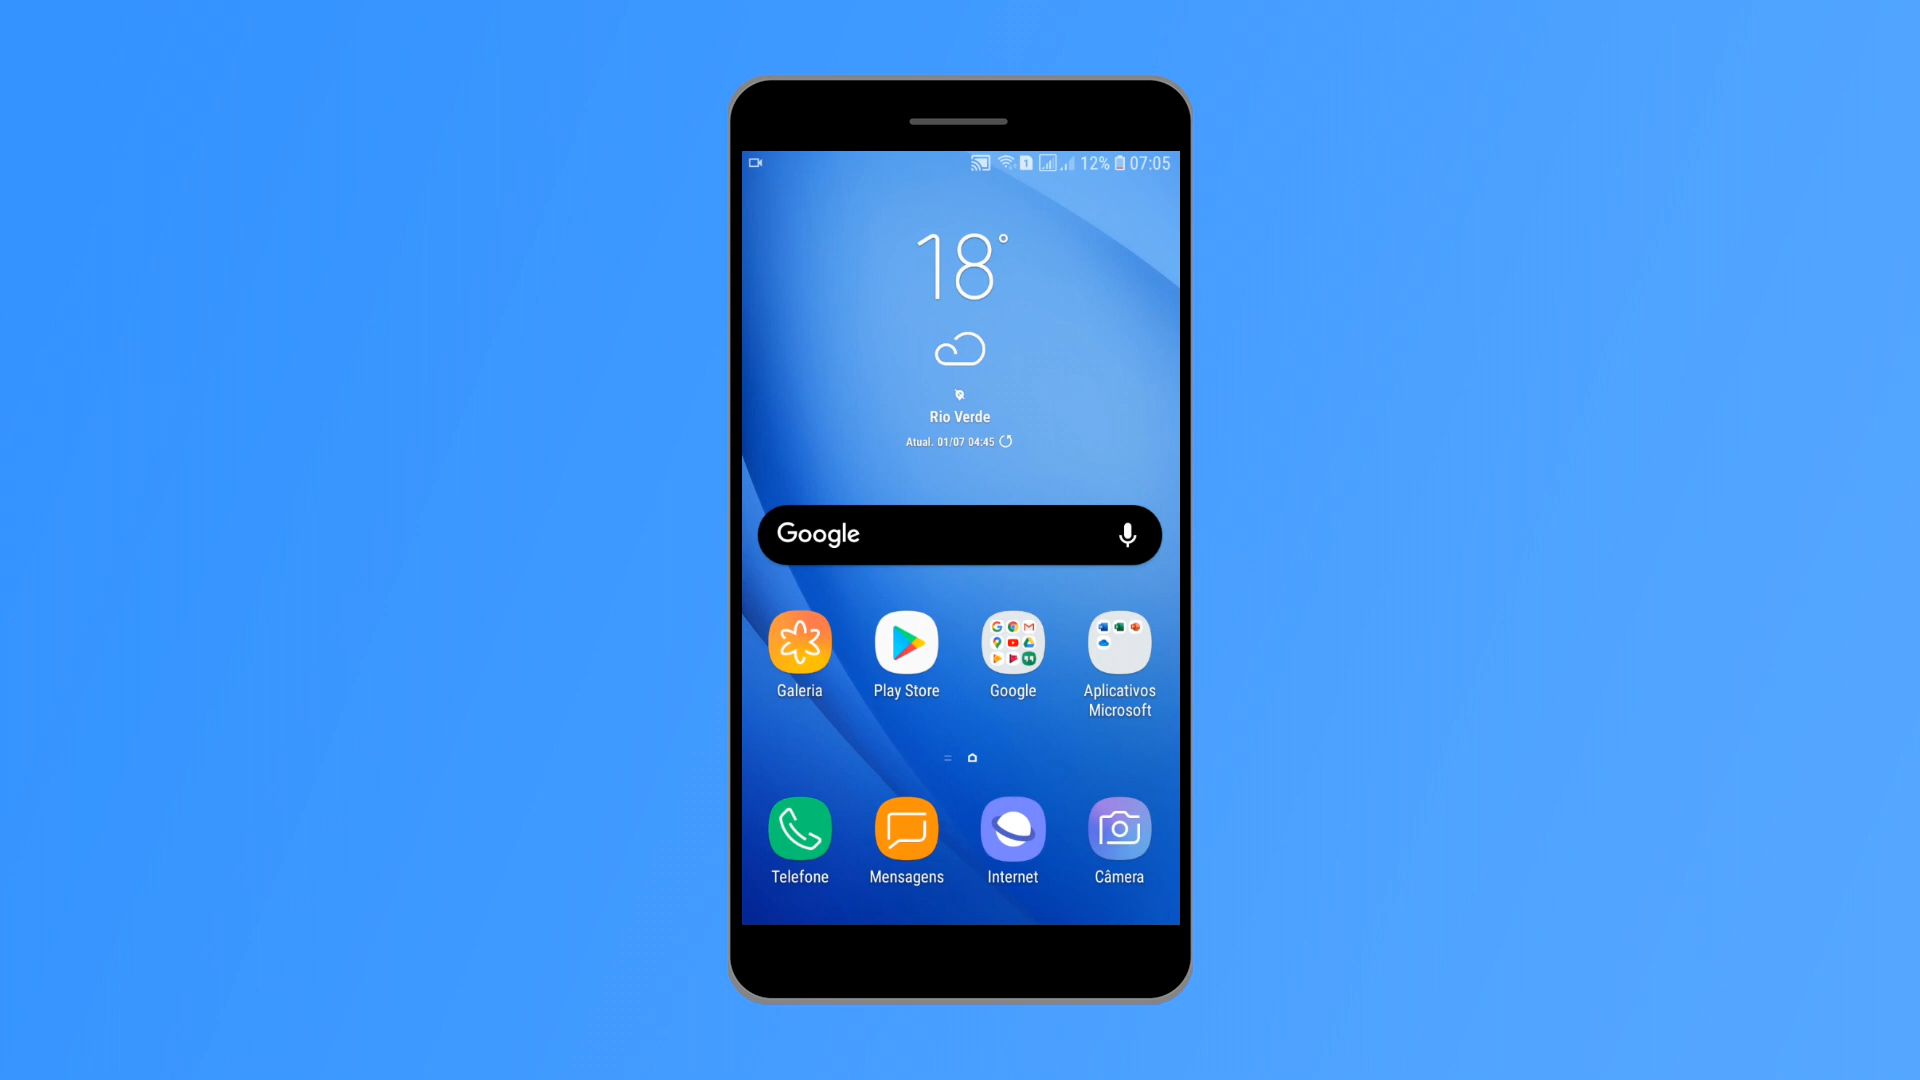 1 12% 07:05
18°
Rio Verde
Atual. 01/07 04:45
Google
Galeria Play Store Google Aplicativos Microsoft
Telefone Mensagens Internet Câmera